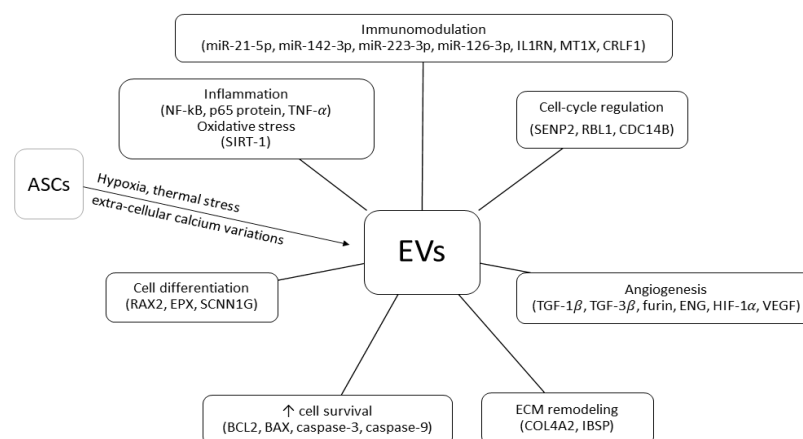 Immunomodulation
(miR-21-5p, miR-142-3p, miR-223-3p, miR-126-3p, IL1RN, MT1X, CRLF1)
Inflammation
(NF-kB, p65 protein, TNF-𝛼)
Oxidative stress
(SIRT-1)
Cell-cycle regulation
(SENP2, RBL1, CDC14B)
ASCs
Hypoxia, thermal stress
extra-cellular calcium variations
EVs
Cell differentiation
(RAX2, EPX, SCNN1G)
Angiogenesis
(TGF-1𝛽, TGF-3𝛽, furin, ENG, HIF-1𝛼, VEGF)
↑ cell survival
(BCL2, BAX, caspase-3, caspase-9)
ECM remodeling
(COL4A2, IBSP)